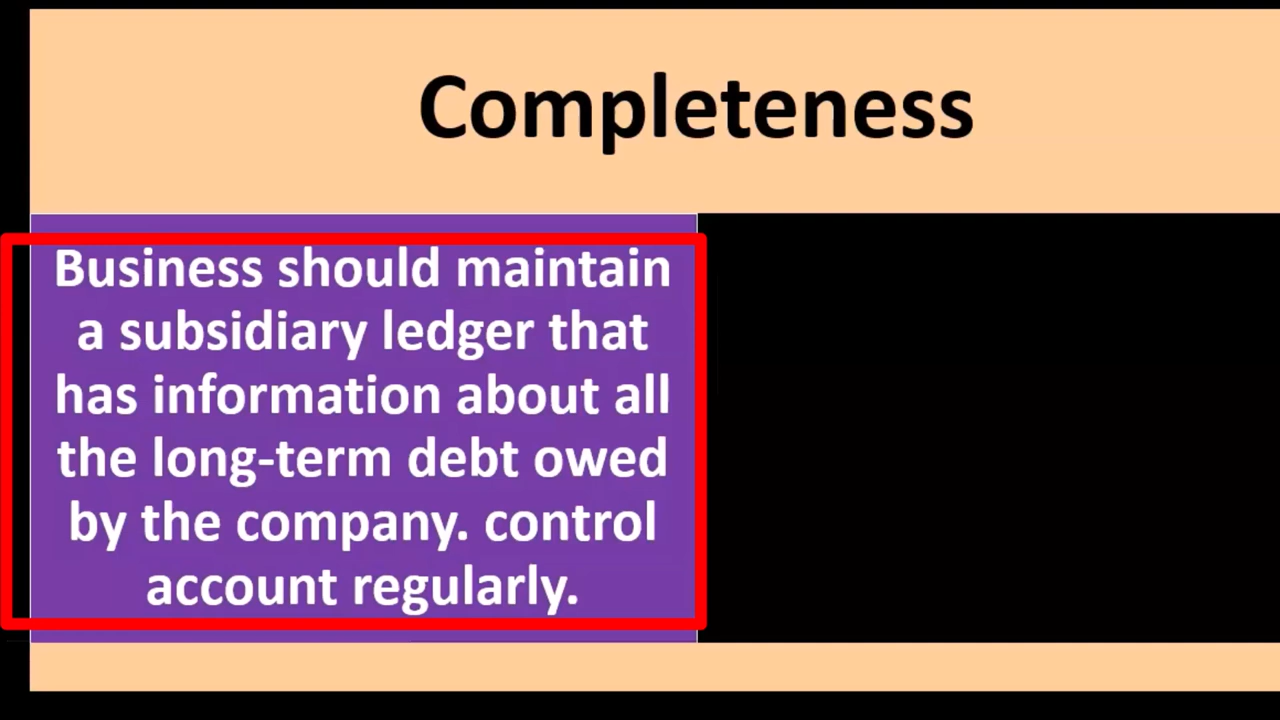 Completeness
Business should maintain
a subsidiary ledger that
has information about all
the long-term debt owed
by the company. control
account regularly.